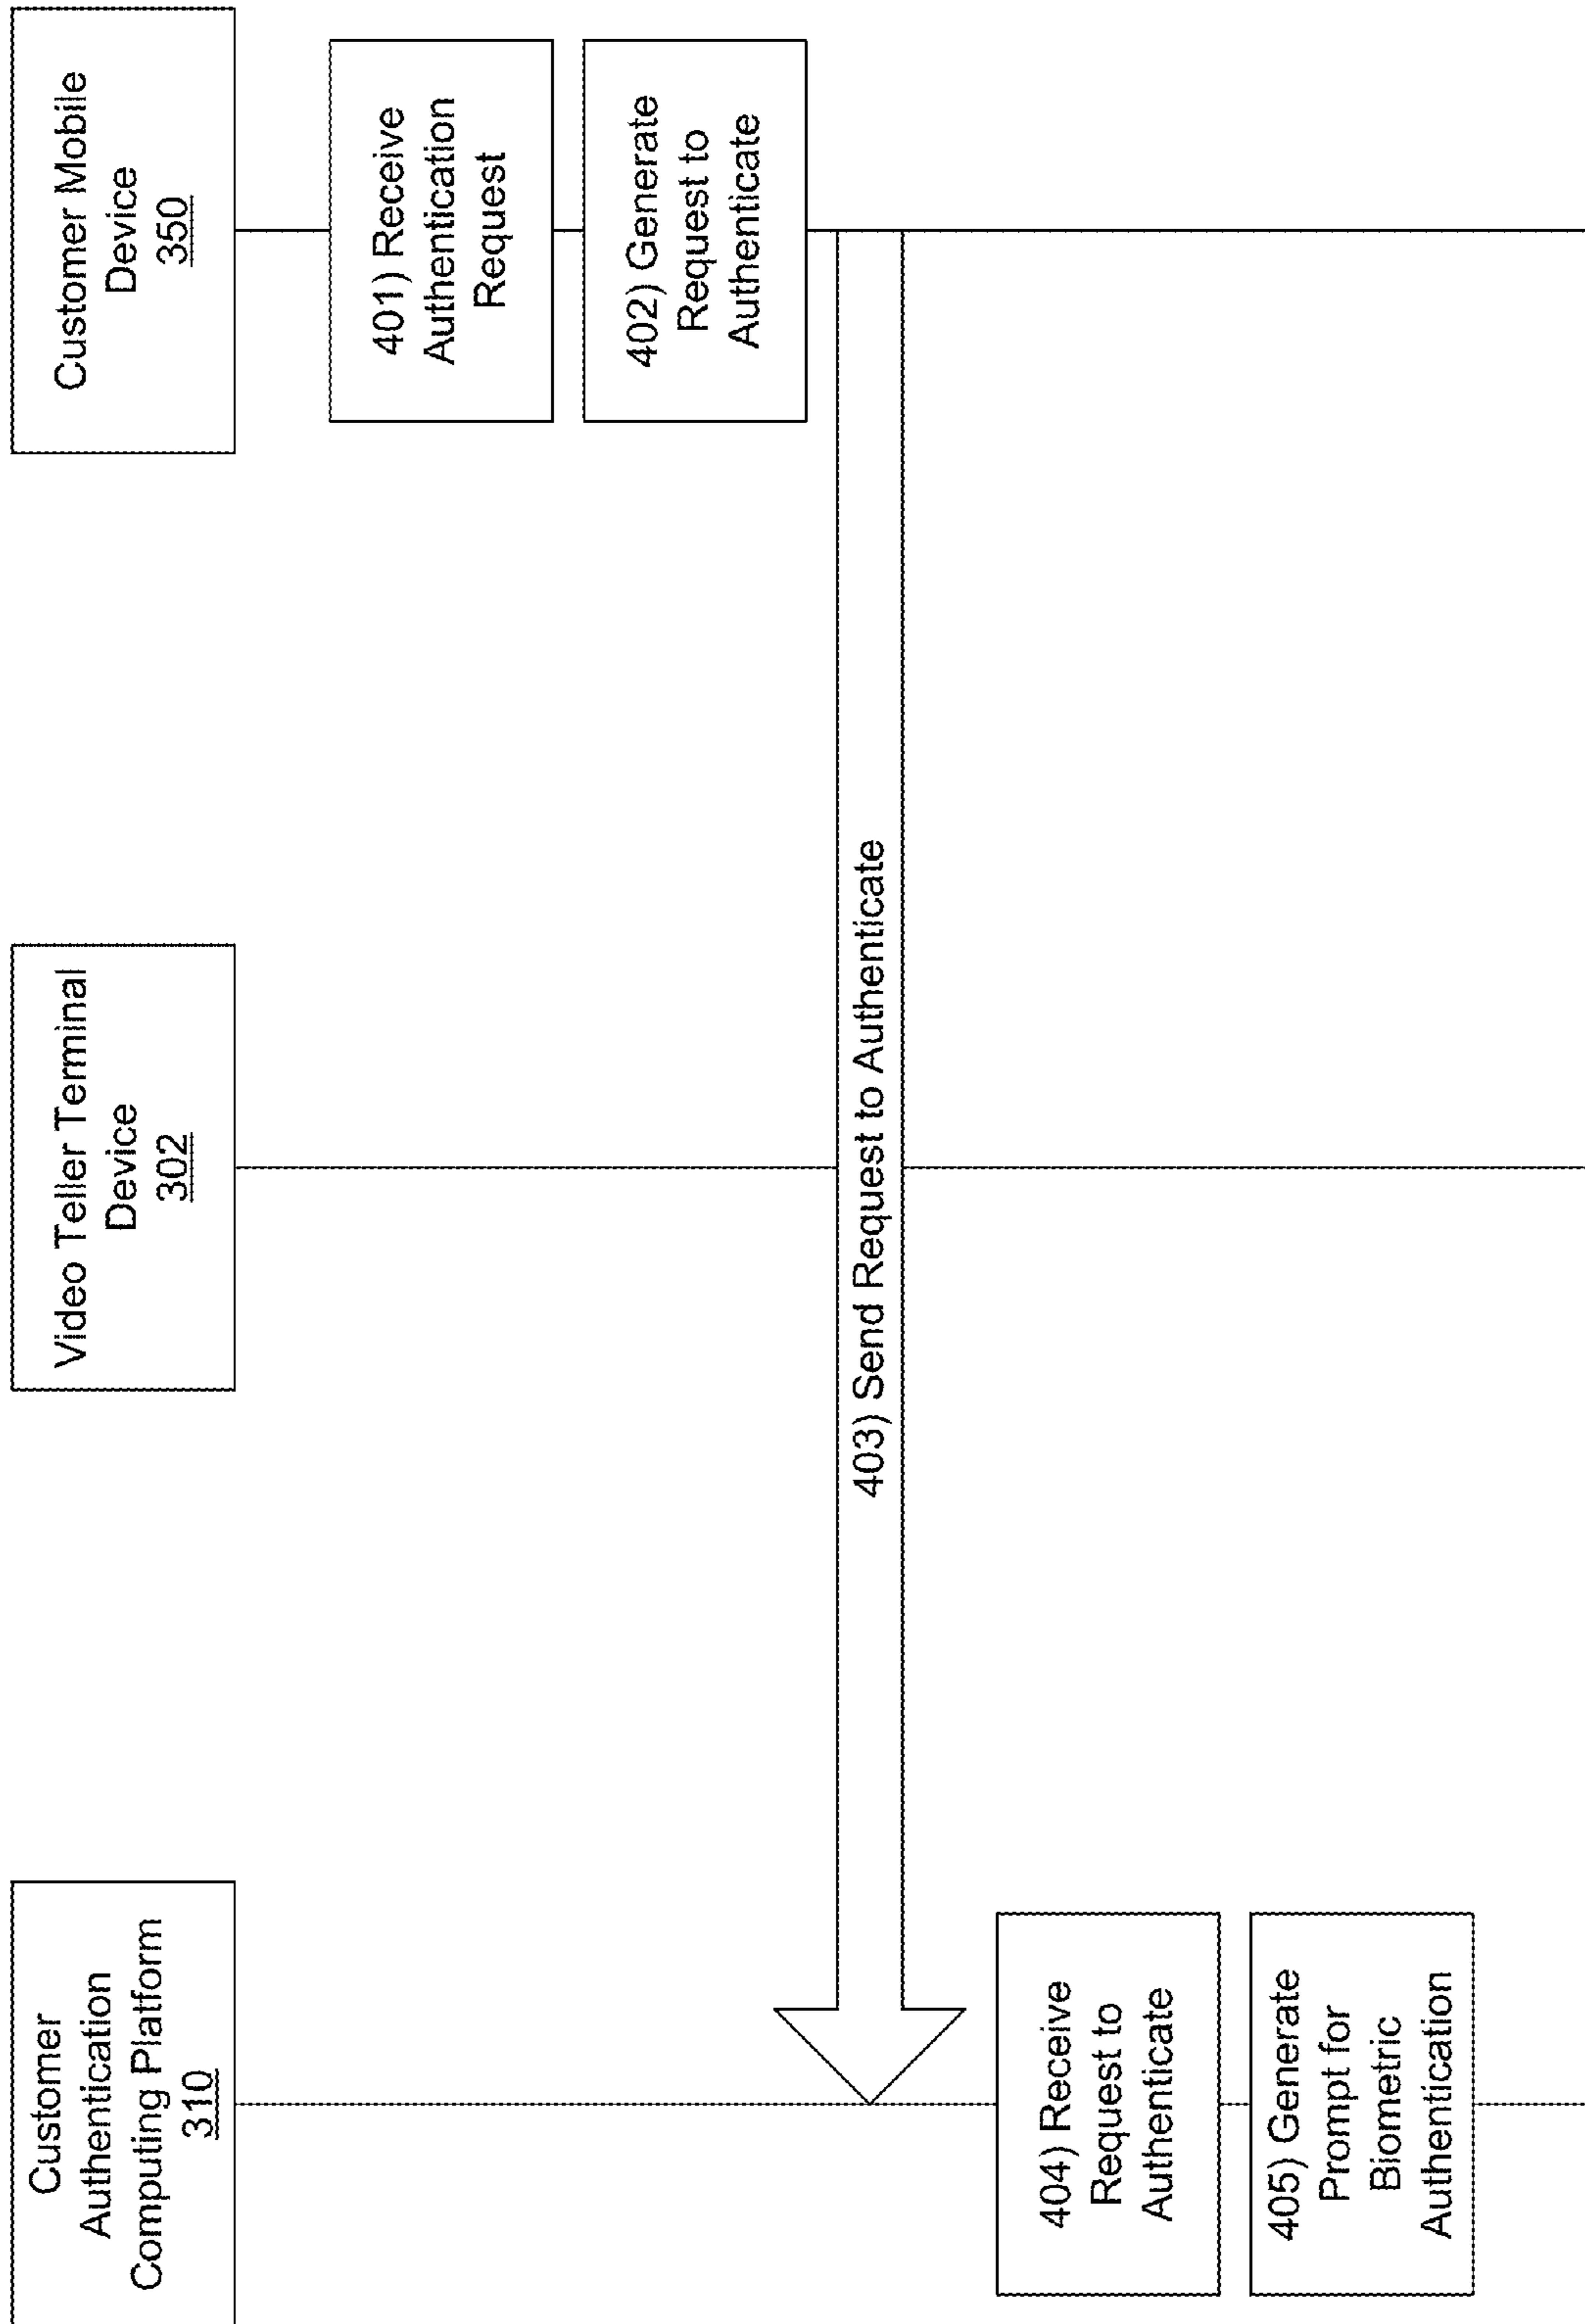 Customer
Authentication
Computing Platform
310
Video Teller Terminal
Device
302
Customer Mobile
Device
350
401) Receive
Authentication
Request
402) Generate
Request to
Authenticate
403) Send Request to Authenticate
404) Receive
Request to
Authenticate
405) Generate
Prompt for
Biometric
Authentication